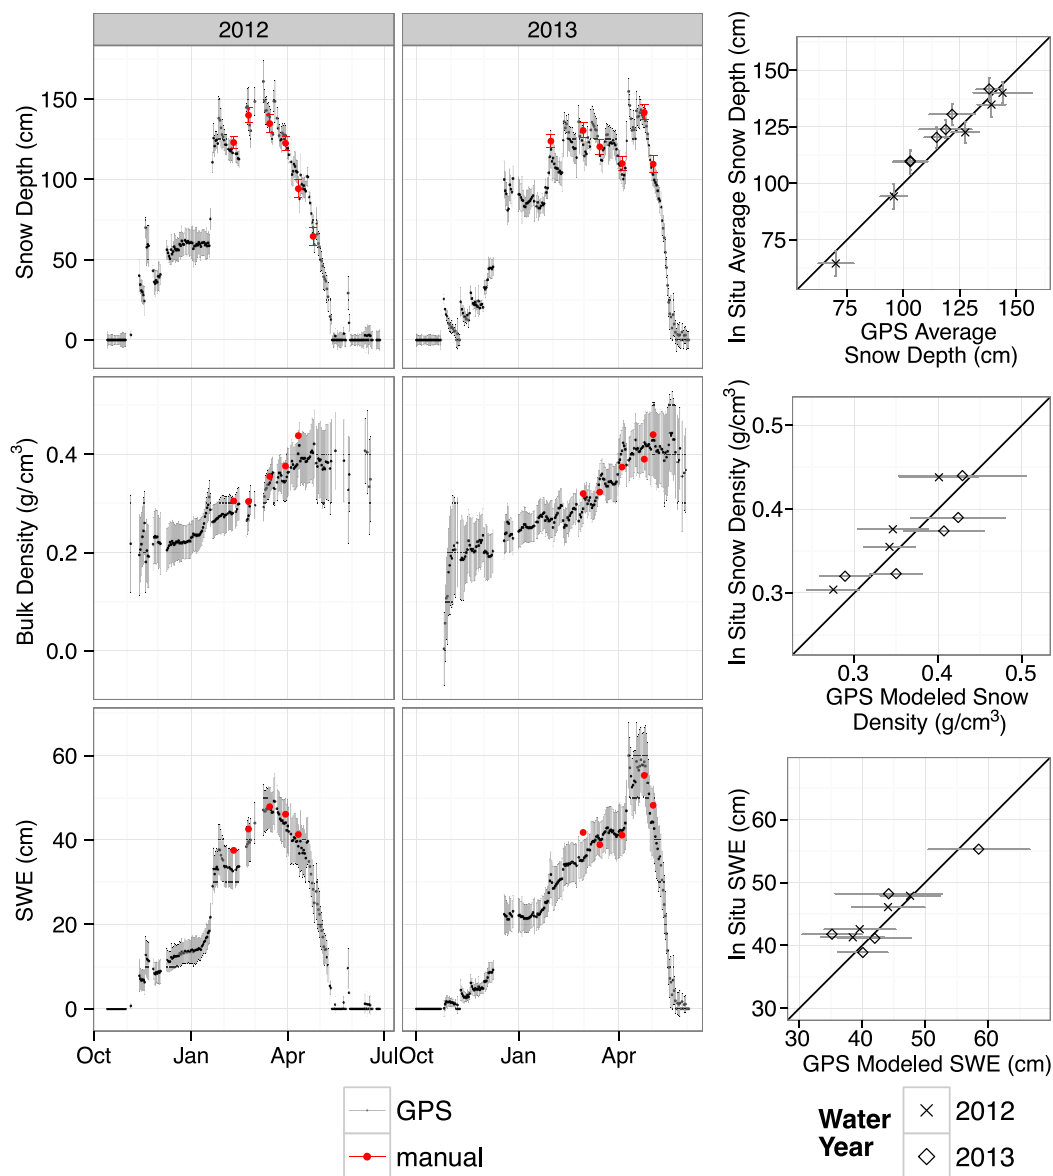 2012
2013
Snow Depth (cm)
150
100
50
0
Bulk Density (g/cm³)
0.4
0.2
0.0
SWE (cm)
60
40
20
0
Oct
Jan
Apr
Jul
Oct
Jan
Apr
GPS
manual
In Situ Average Snow Depth (cm)
150
125
100
75
75
100
125
150
GPS Average
Snow Depth (cm)
In Situ Snow Density (g/cm³)
0.5
0.4
0.3
0.3
0.4
0.5
GPS Modeled Snow
Density (g/cm³)
In Situ SWE (cm)
60
50
40
30
30
40
50
60
GPS Modeled SWE (cm)
Water
Year
2012
2013